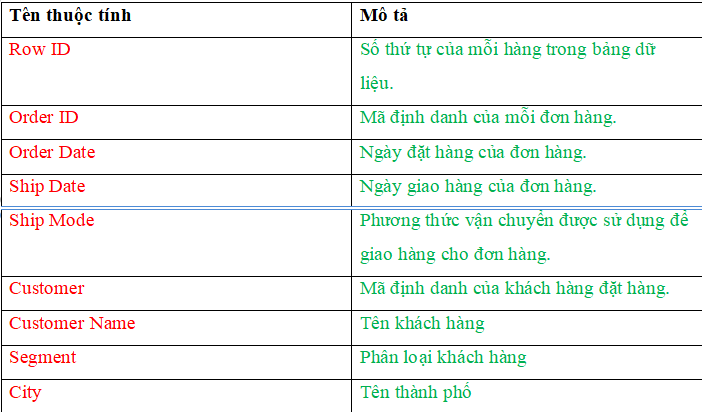 Tên thuộc tính Mô tả
Row ID Số thứ tự của mỗi hàng trong bảng dữ
liệu.
Order ID Mã định danh của mỗi đơn hàng.
Order Date Ngày đặt hàng của đơn hàng.
Ship Date Ngày giao hàng của đơn hàng.
Ship Mode Phương thức vận chuyển được sử dụng để
giao hàng cho đơn hàng.
Customer Mã định danh của khách hàng đặt hàng.
Customer Name Tên khách hàng
Segment Phân loại khách hàng
City Tên thành phố